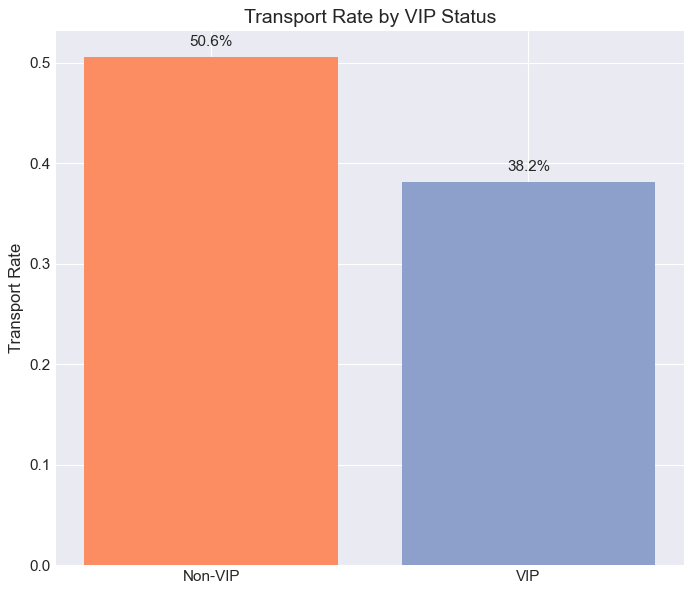 Transport Rate by VIP Status
50.6%
38.2%
Transport Rate
0.5
0.4
0.3
0.2
0.1
0.0
Non-VIP
VIP